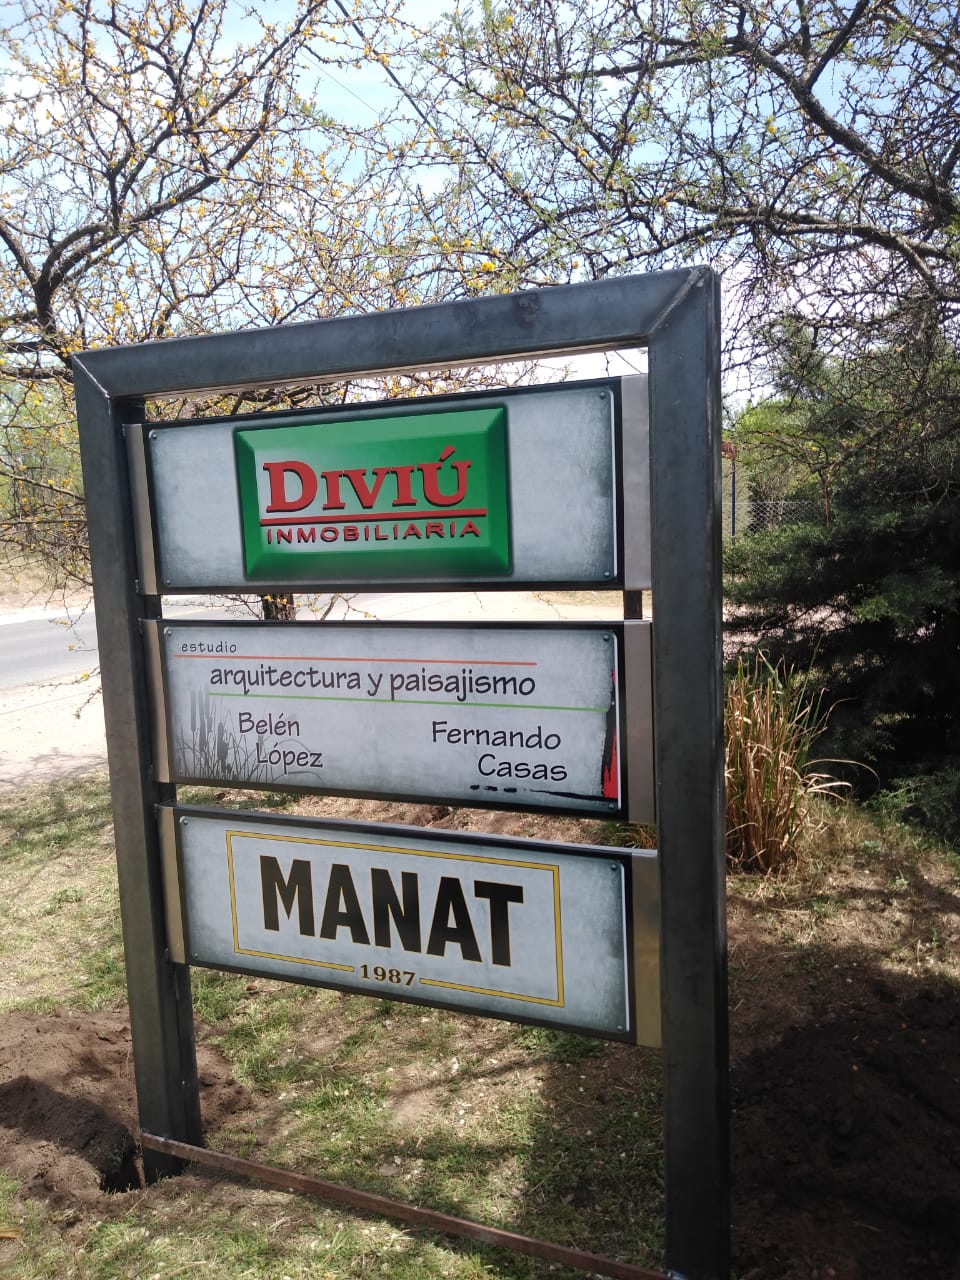 DIVIÚ
INMOBILIARIA
estudio
arquitectura y paisajismo
Belén
López
Fernando
Casas
MANAT
1987